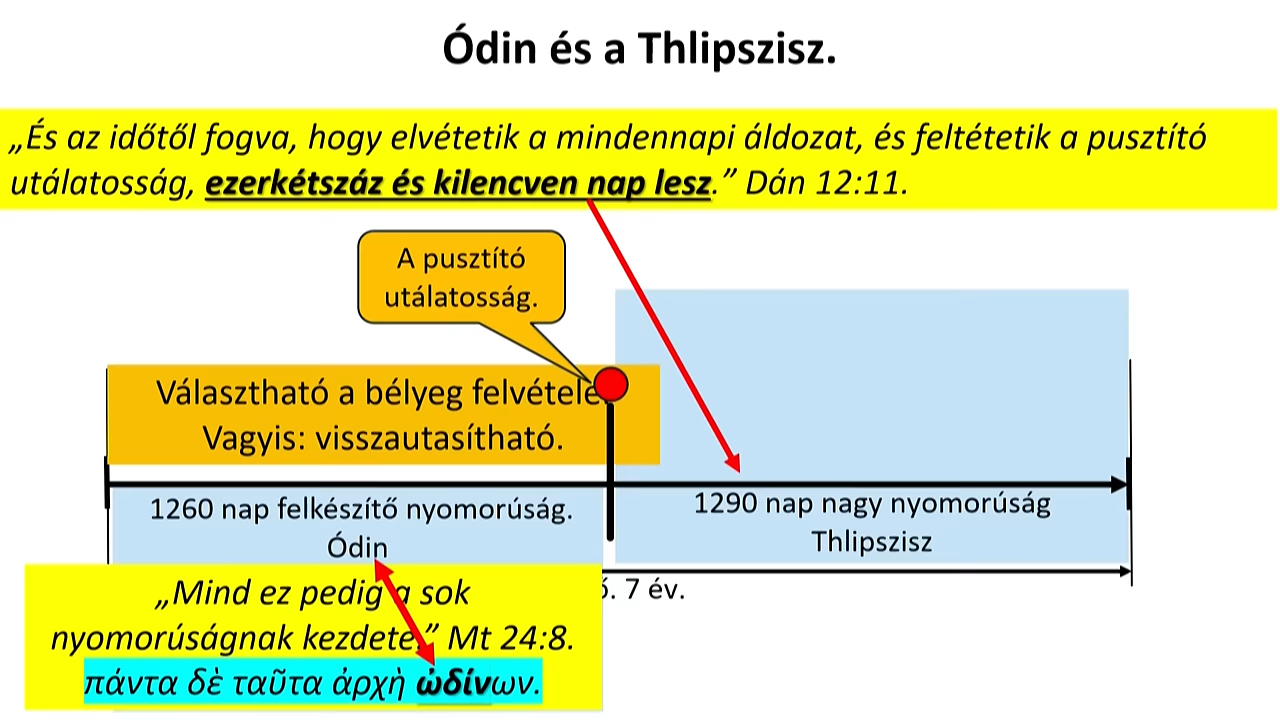 Ódin és a Thlipszisz.
„És az időtől fogva, hogy elvétetik a mindennapi áldozat, és feltétetik a pusztító
utálatosság, ezerkétszáz és kilencven nap lesz.” Dán 12:11.
A pusztító
utálatosság.
Választható a bélyeg felvétele.
Vagyis: visszautasítható.
1260 nap felkészítő nyomorúság.
Ódin
1290 nap nagy nyomorúság
Thlipszisz
7 év.
„Mind ez pedig a sok
nyomorúságnak kezdete.” Mt 24:8.
πάντα δὲ ταῦτα ἀρχὴ ὠδίνων.